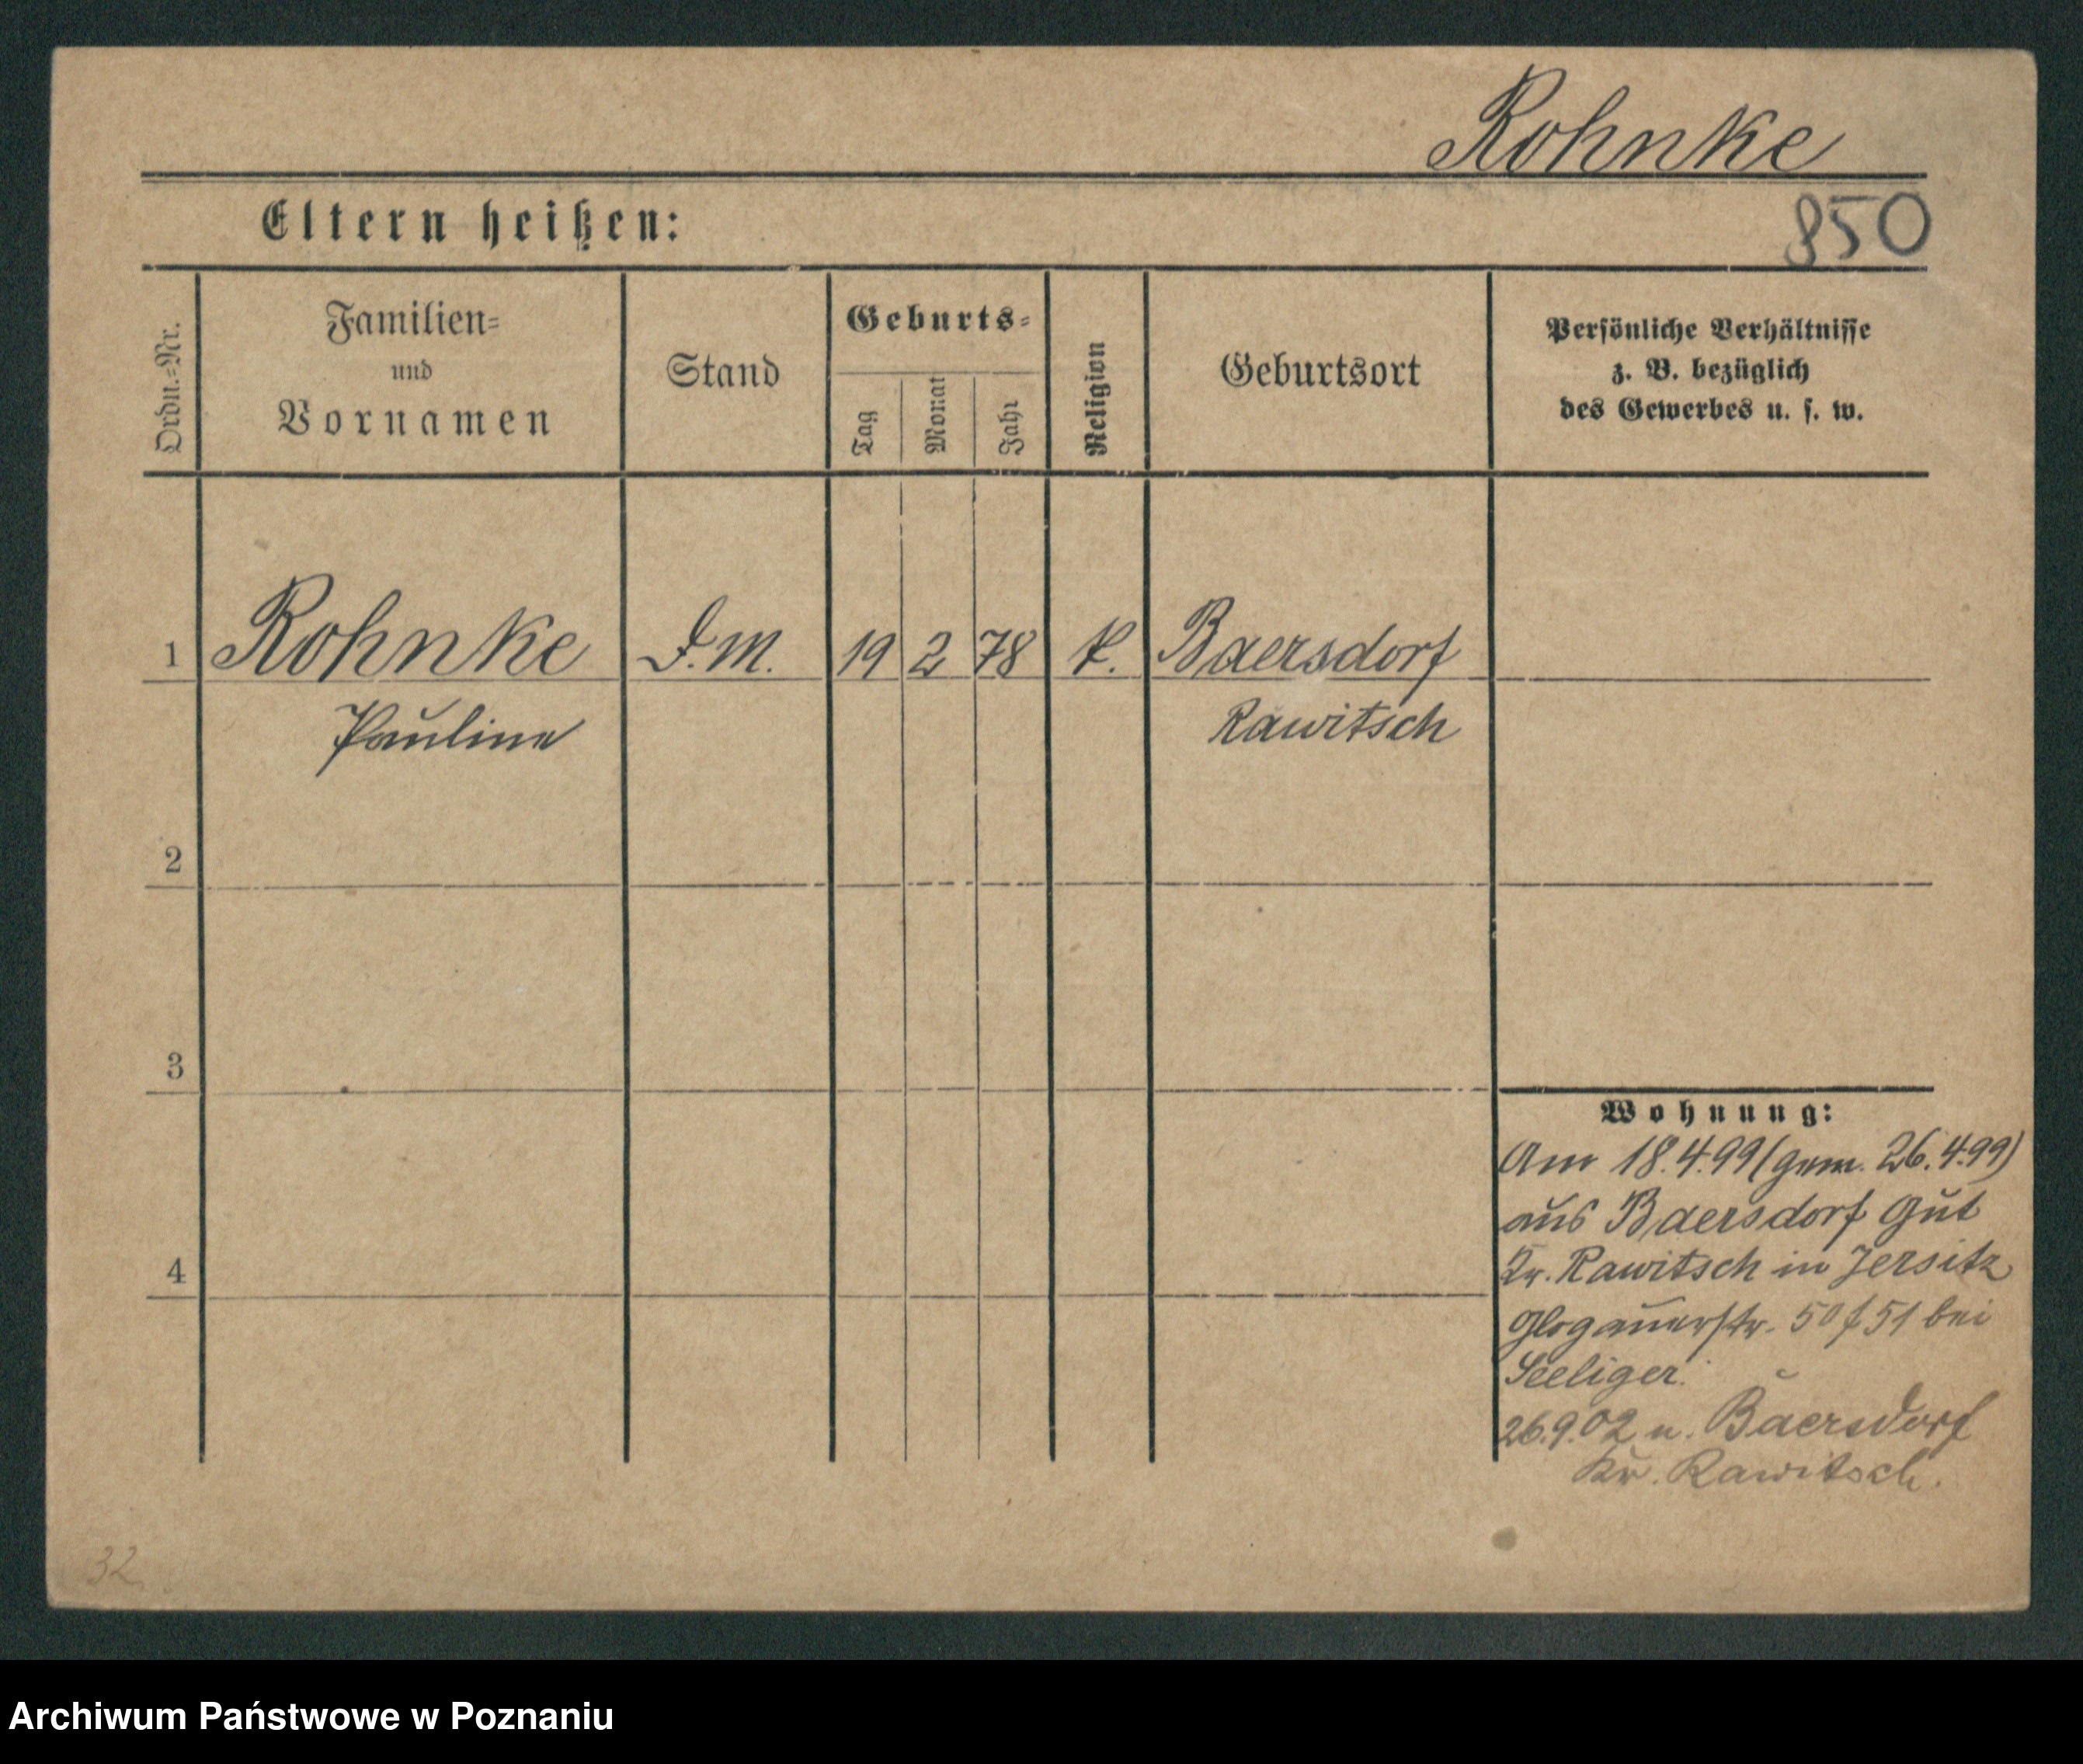 Rohnke
Eltern heißen:
850
Ordn.=Nr.
Familien=
und
Vornamen
Stand
Geburts=
Tag
Monat
Jahr
Religion
Geburtsort
Persönliche Verhältnisse
z. B. bezüglich
des Gewerbes u. s. w.
1 Rohnke D.M. 19 2 78 k. Baersdorf
Pauline Rawitsch
2
3
4
Wohnung:
Am 18.4.99 (gem. 26.4.99)
aus Baersdorf Gut
Kr. Rawitsch in Jersitz
Glogauerstr. 50/51 bei
Seeliger.
26.9.02 n. Baersdorf
Kr. Rawitsch.
32
Archiwum Państwowe w Poznaniu